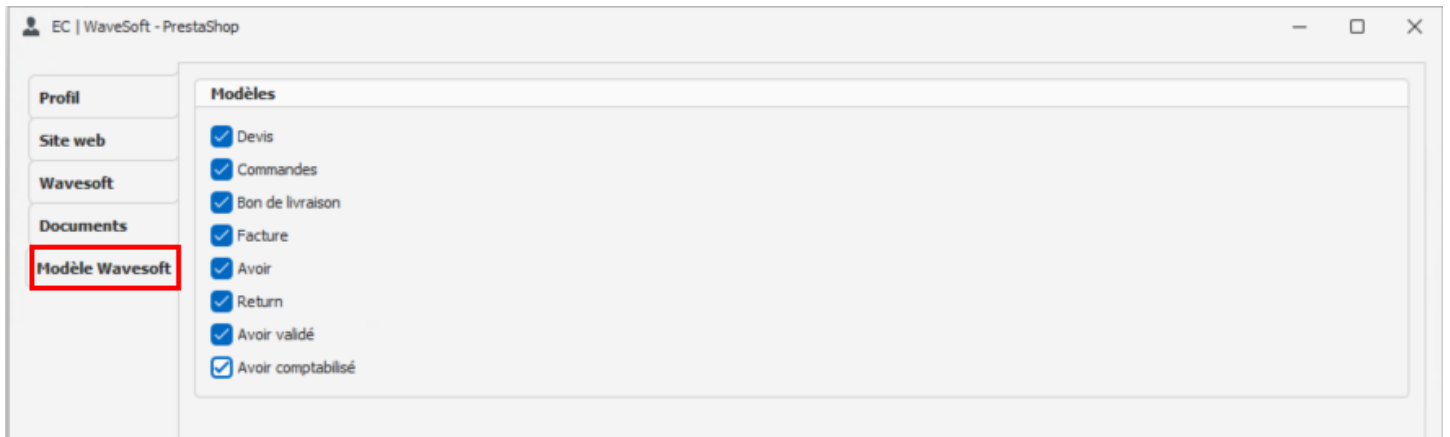 EC | WaveSoft - PrestaShop
Profil
Site web
Wavesoft
Documents
Modèle Wavesoft
Modèles
Devis
Commandes
Bon de livraison
Facture
Avoir
Return
Avoir validé
Avoir comptabilisé